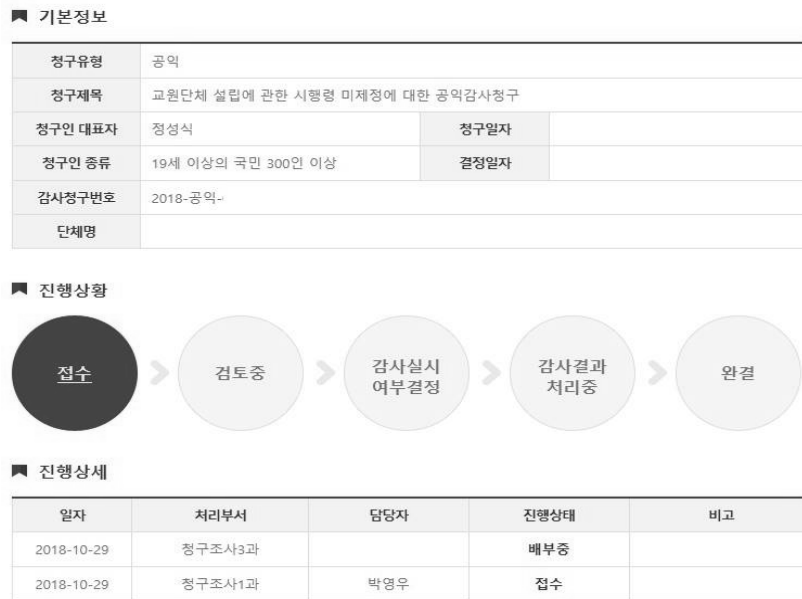 기본정보
청구유형 공익
청구제목 교원단체 설립에 관한 시행령 미제정에 대한 공익감사청구
청구인 대표자 정성식 청구일자
청구인 종류 19세 이상의 국민 300인 이상 결정일자
감사청구번호 2018-공익-
단체명
진행상황
접수 검토중 감사실시 여부결정 감사결과 처리중 완결
진행상세
일자 처리부서 담당자 진행상태 비고
2018-10-29 청구조사3과 배부중
2018-10-29 청구조사1과 박영우 접수